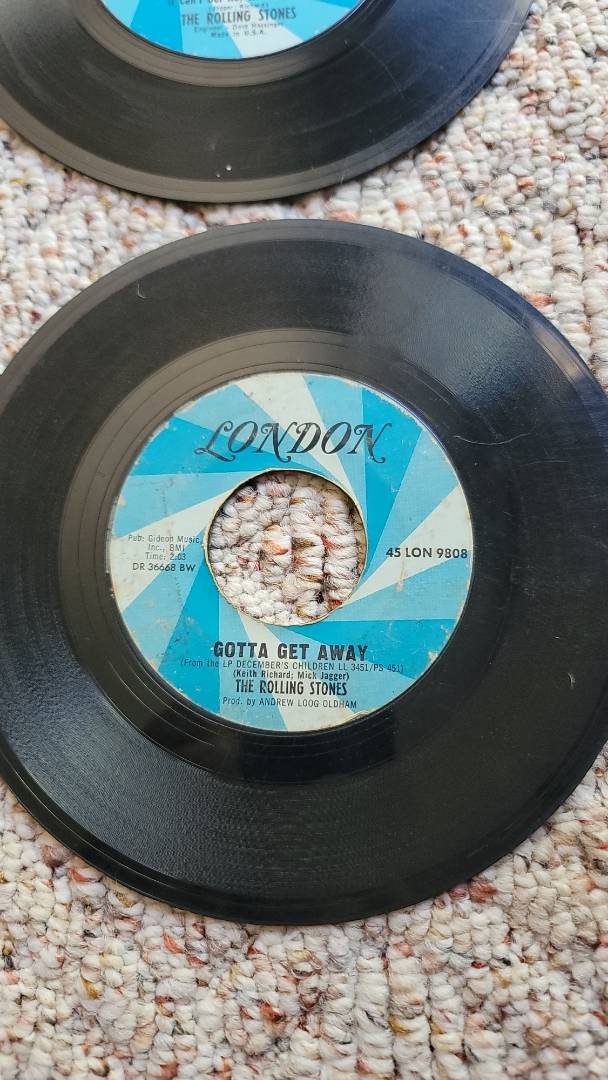 THE ROLLING STONES
Made in U.S.A.
LONDON
Pub: Gideon Music,
Inc., BMI
Time: 2:03
DR 36668 BW
45 LON 9808
GOTTA GET AWAY
(From the LP DECEMBER'S CHILDREN LL 3451/PS 451)
(Keith Richard; Mick Jagger)
THE ROLLING STONES
Prod. by ANDREW LOOG OLDHAM